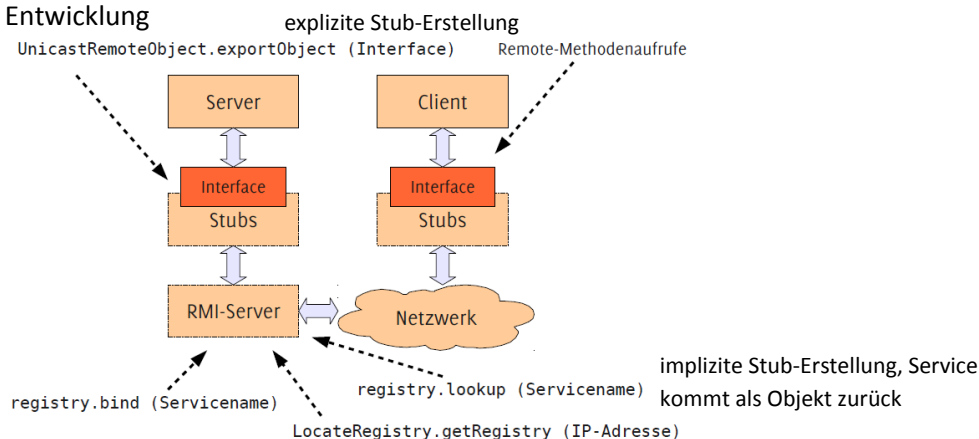 Entwicklung
explizite Stub-Erstellung
UnicastRemoteObject.exportObject (Interface)
Remote-Methodenaufrufe
Server
Client
Interface
Interface
Stubs
Stubs
RMI-Server
Netzwerk
implizite Stub-Erstellung, Service
kommt als Objekt zurück
registry.lookup (Servicename)
registry.bind (Servicename)
LocateRegistry.getRegistry (IP-Adresse)